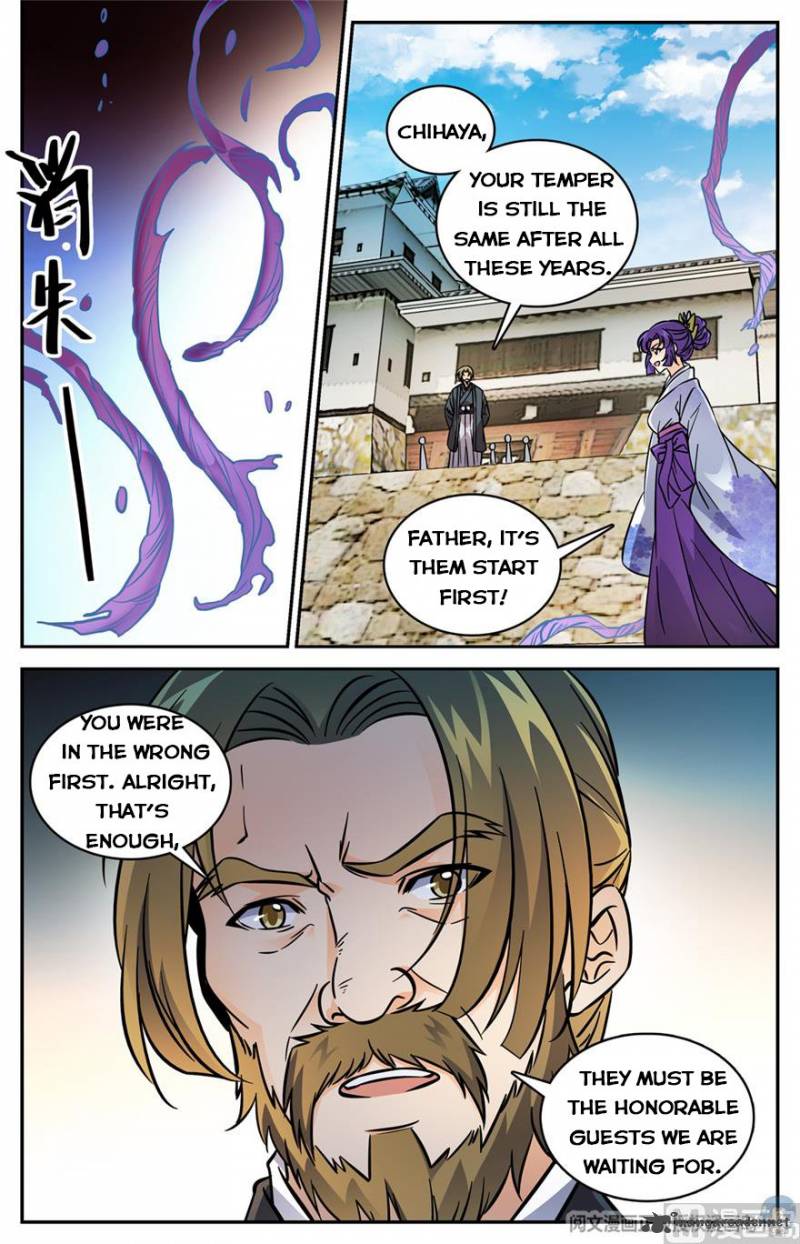 消
失
CHIHAYA,
YOUR TEMPER
IS STILL THE
SAME AFTER ALL
THESE YEARS.
FATHER, IT'S
THEM START
FIRST!
YOU WERE
IN THE WRONG
FIRST. ALRIGHT,
THAT'S
ENOUGH,
THEY MUST BE
THE HONORABLE
GUESTS WE ARE
WAITING FOR.